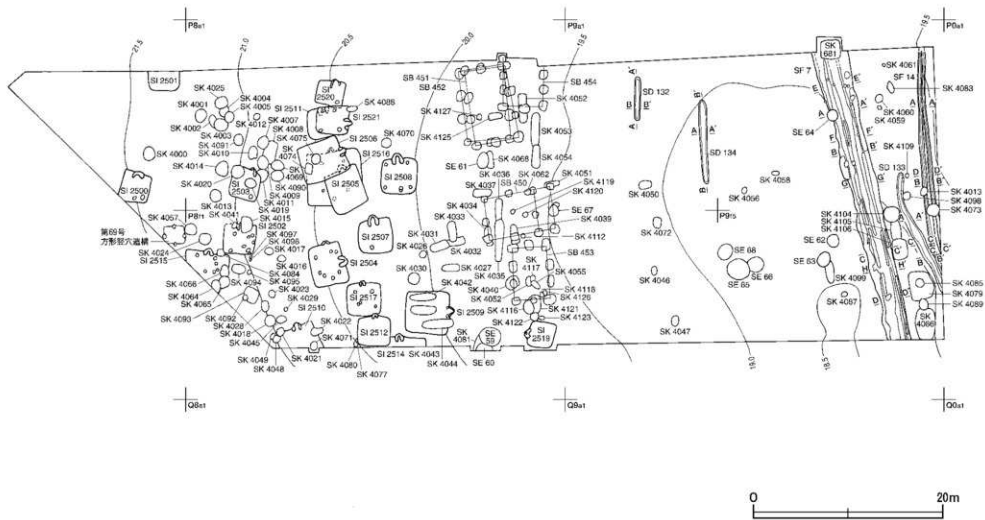 P8a1
P9a1
P0a1
21.5
21.0
20.5
20.0
19.5
19.5
SI 2501
SK 4025
SK 4004
SK 4005
SK 4001
SK 4002
SK 4003
SK 4012
SK 4007
SK 4008
SK 4075
SK 4091
SK 4010
SK 4074
SK 4000
SK 4014
SK 4069
SK 4090
SK 4009
SK 4011
SK 4019
SK 4015
SK 4020
SI 2503
SI 2500
SK 4013
SK 4041
SI 2502
SK 4097
SK 4096
SK 4017
SK 4057
P8f1
第69号
方形竪穴遺構
SK 4024
SI 2515
SK 4016
SK 4084
SK 4095
SK 4094
SK 4023
SK 4066
SK 4064
SK 4065
SK 4093
SK 4092
SK 4028
SK 4018
SK 4045
SK 4029
SI 2510
SK 4022
SK 4071
SK 4049
SK 4048
SK 4021
SK 4080
SK 4077
SI 2520
SI 2511
SK 4088
SI 2521
SI 2506
SI 2516
SK 4070
SI 2505
SI 2508
SI 2507
SI 2504
SI 2517
SI 2512
SI 2514
SK 4043
SK 4044
SI 2509
SK 4031
SK 4026
SK 4030
SK 4033
SK 4034
SK 4032
SK 4027
SK 4042
SK 4035
SK 4040
SK 4052
SK 4116
SK 4122
SK 4081
SE 59
SE 60
SI 2519
SK 4123
SK 4121
SK 4126
SK 4118
SK 4055
SB 453
SK 4117
SK 4112
SK 4039
SE 67
SK 4120
SK 4119
SK 4051
SB 450
SK 4062
SK 4037
SK 4036
SK 4068
SE 61
SK 4054
SK 4053
SK 4052
SB 454
SB 451
SB 452
SK 4127
SK 4125
SD 132
A A'
B B'
SD 134
SK 4050
SK 4056
SK 4058
SK 4072
SK 4046
SK 4047
P9f5
SE 68
SE 65
SE 66
19.0
18.5
SE 62
SE 63
SK 4087
SK 4099
SK 4104
SK 4105
SK 4106
SE 64
SF 7
SK 681
SK 4061
SF 14
SK 4083
SK 4060
SK 4059
SK 4109
SD 133
SK 4013
SK 4098
SK 4073
SK 4085
SK 4079
SK 4089
Q8a1
Q9a1
Q0a1
0 20m